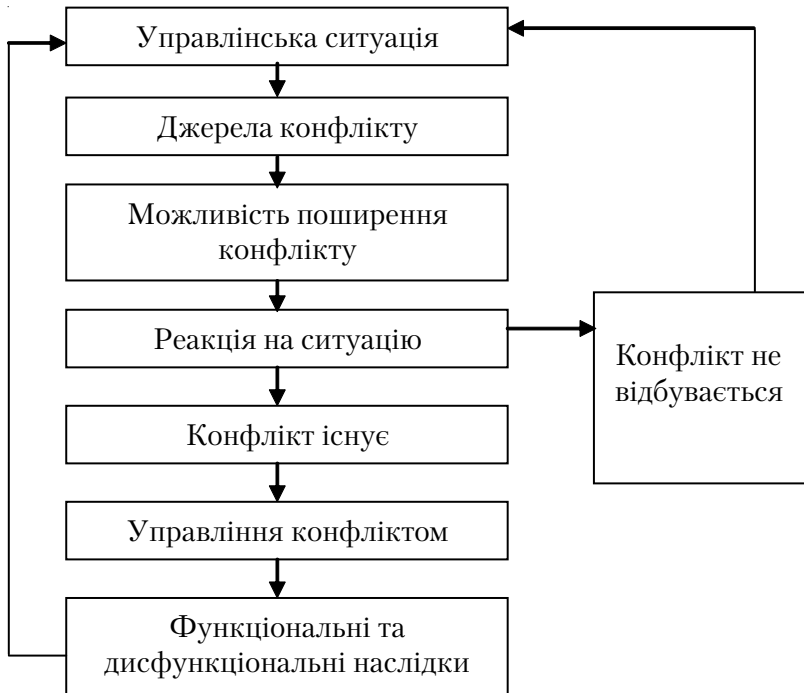 Управлінська ситуація
Джерела конфлікту
Можливість поширення
конфлікту
Реакція на ситуацію
Конфлікт не
відбувається
Конфлікт існує
Управління конфліктом
Функціональні та
дисфункціональні наслідки